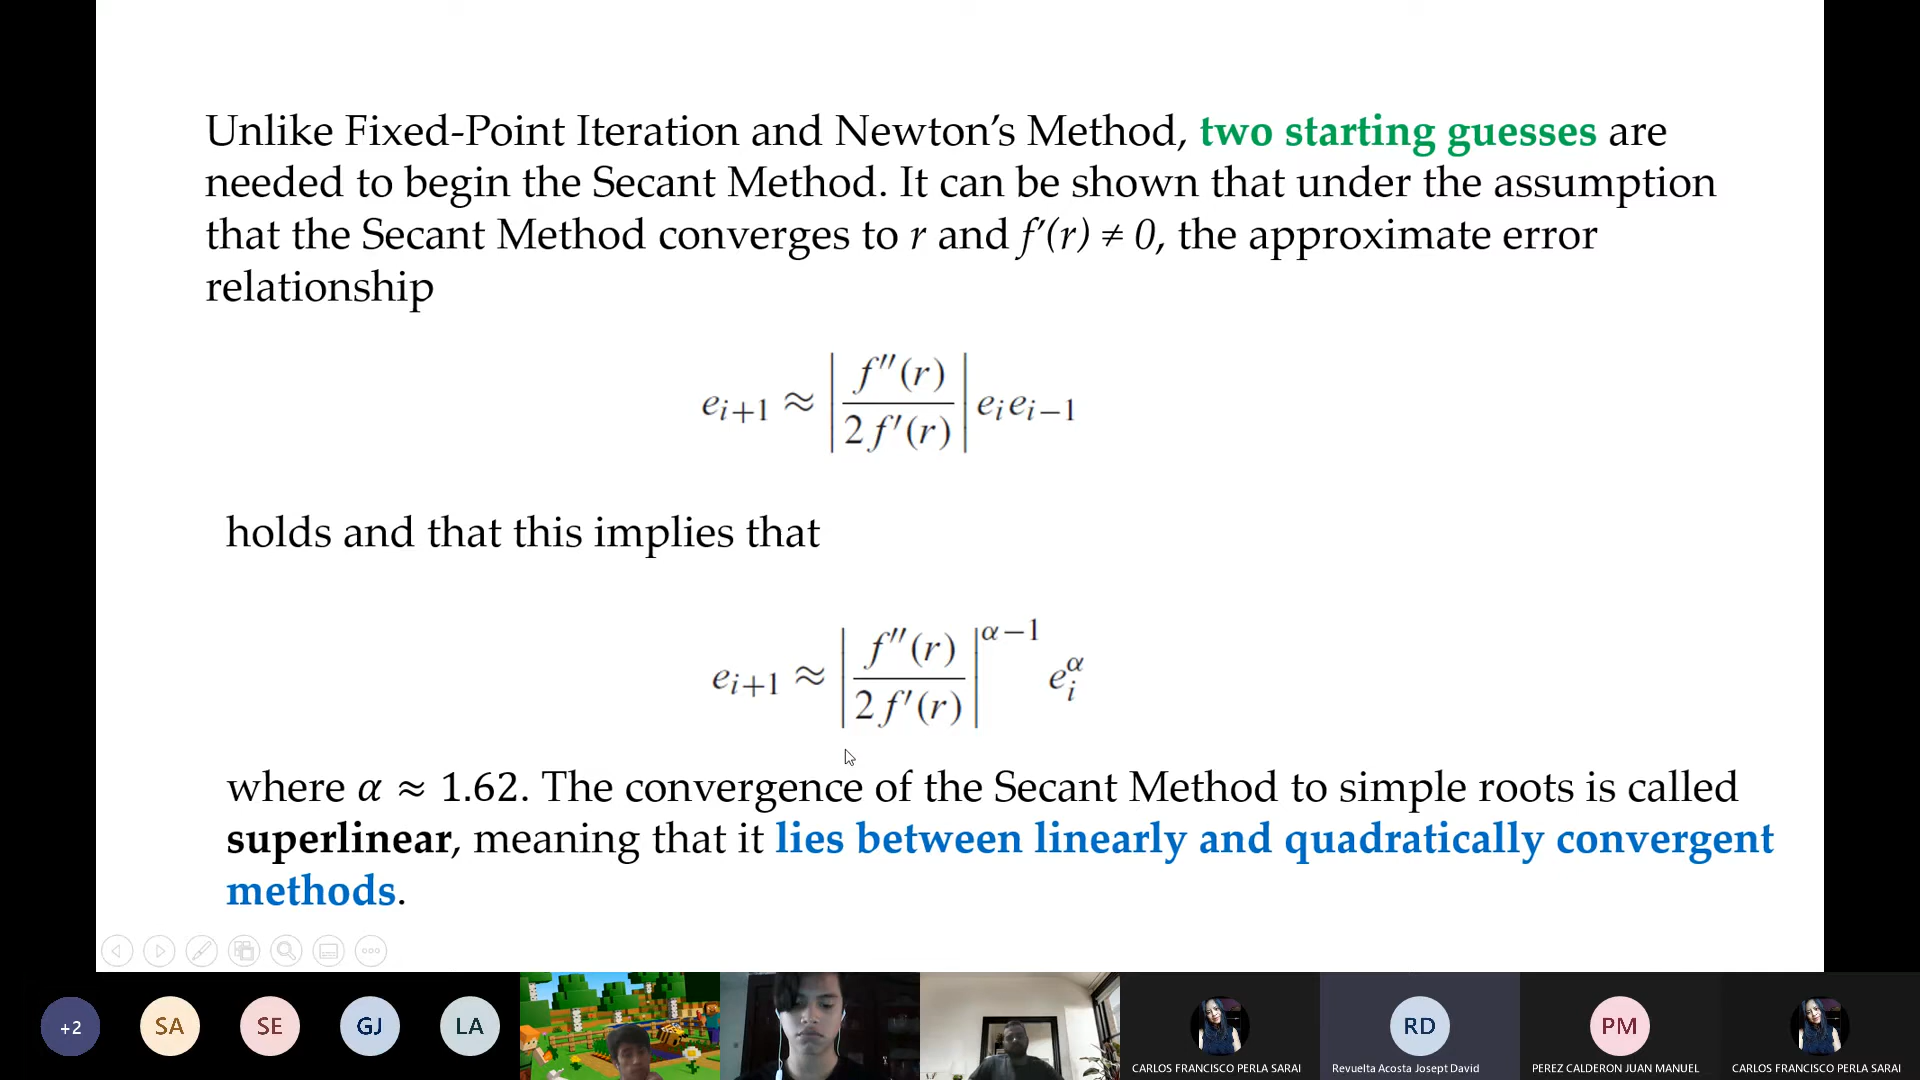 Unlike Fixed-Point Iteration and Newton’s Method, two starting guesses are
needed to begin the Secant Method. It can be shown that under the assumption
that the Secant Method converges to r and f′(r) ≠ 0, the approximate error
relationship
e_{i+1} ≈ | f″(r) / 2f′(r) | e_i e_{i−1}
holds and that this implies that
e_{i+1} ≈ | f″(r) / 2f′(r) |^{α−1} e_i^α
where α ≈ 1.62. The convergence of the Secant Method to simple roots is called
superlinear, meaning that it lies between linearly and quadratically convergent
methods.
+2 SA SE GJ LA RD PM
CARLOS FRANCISCO PERLA SARAI Revuelta Acosta Josept David PEREZ CALDERON JUAN MANUEL CARLOS FRANCISCO PERLA SARAI